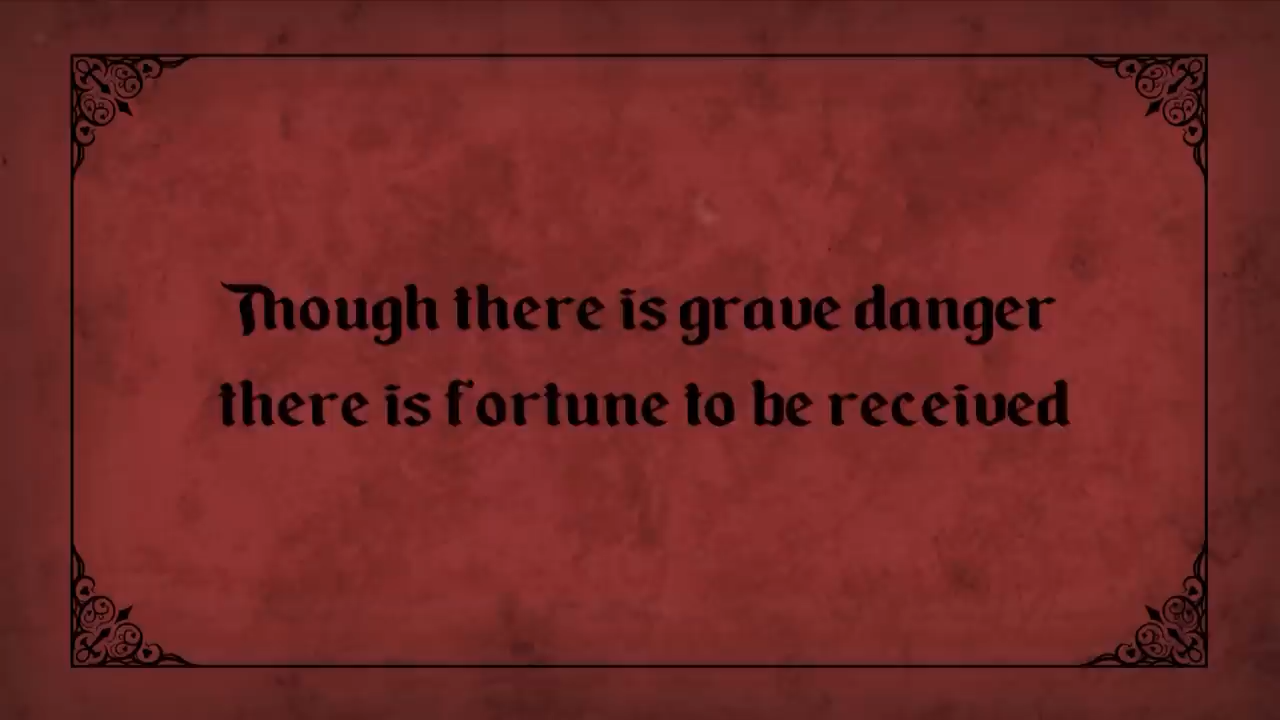 Though there is grave danger
there is fortune to be received